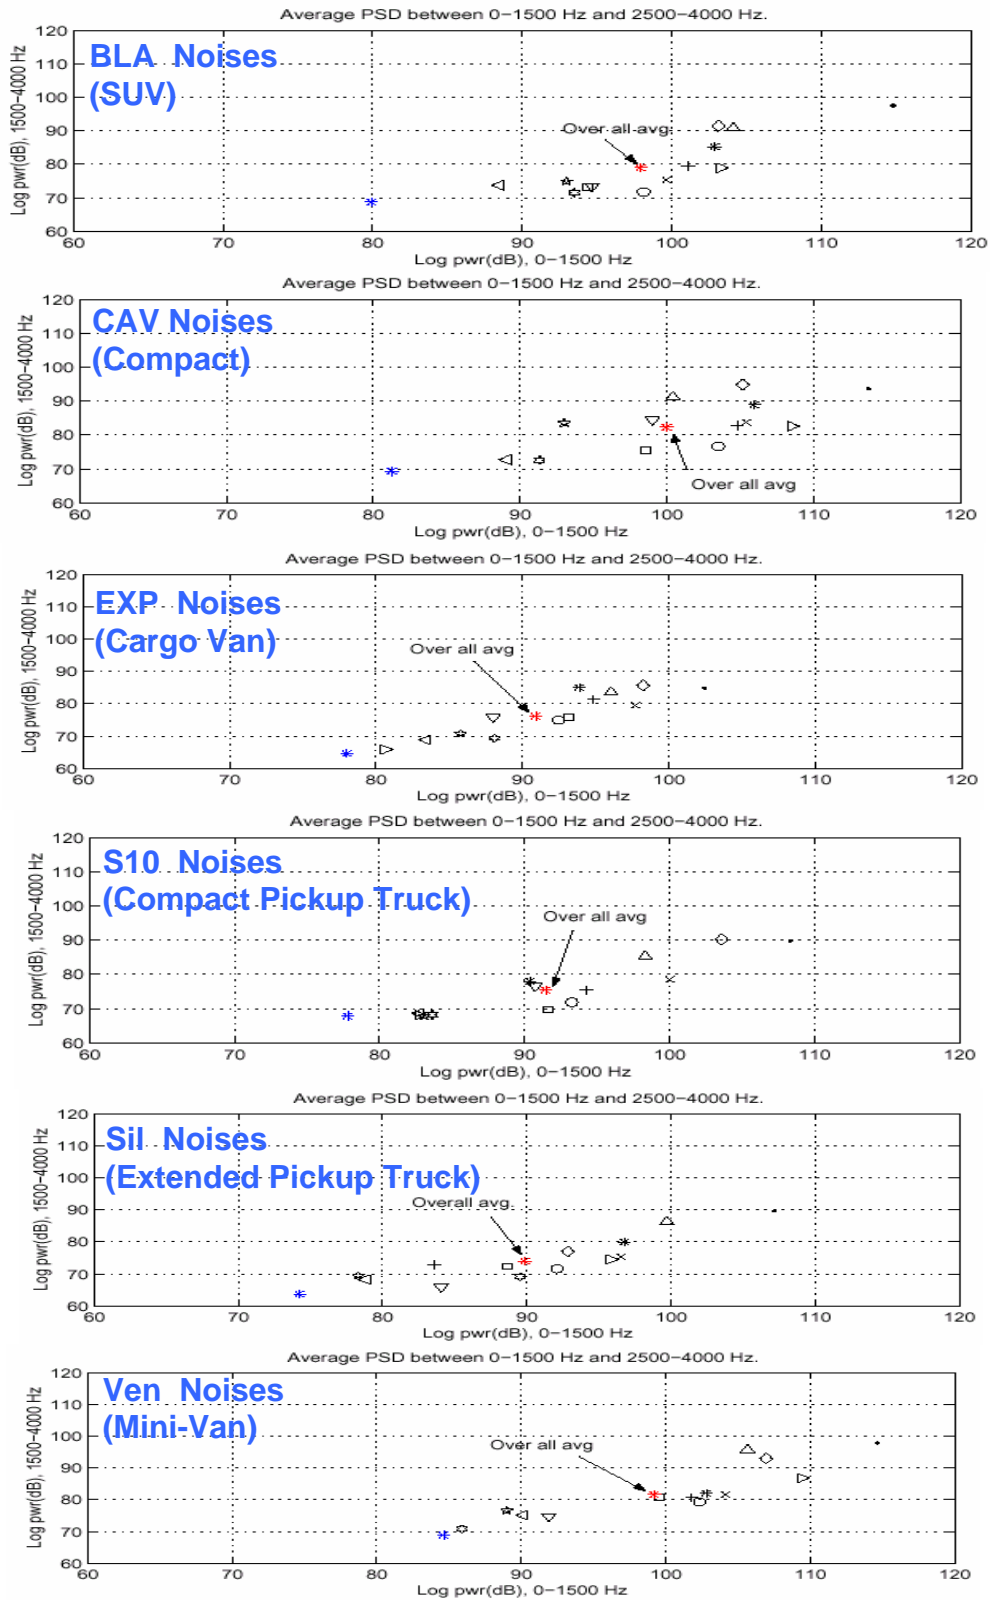 Average PSD between 0−1500 Hz and 2500−4000 Hz.
BLA Noises
(SUV)
Log pwr(dB), 1500−4000 Hz
120
110
100
90
80
70
60
Over all avg
60 70 80 90 100 110 120
Log pwr(dB), 0−1500 Hz
Average PSD between 0−1500 Hz and 2500−4000 Hz.
CAV Noises
(Compact)
Log pwr(dB), 1500−4000 Hz
120
110
100
90
80
70
60
Over all avg
60 70 80 90 100 110 120
Log pwr(dB), 0−1500 Hz
Average PSD between 0−1500 Hz and 2500−4000 Hz.
EXP Noises
(Cargo Van)
Log pwr(dB), 1500−4000 Hz
120
110
100
90
80
70
60
Over all avg
60 70 80 90 100 110 120
Log pwr(dB), 0−1500 Hz
Average PSD between 0−1500 Hz and 2500−4000 Hz.
S10 Noises
(Compact Pickup Truck)
Log pwr(dB), 1500−4000 Hz
120
110
100
90
80
70
60
Over all avg
60 70 80 90 100 110 120
Log pwr(dB), 0−1500 Hz
Average PSD between 0−1500 Hz and 2500−4000 Hz.
Sil Noises
(Extended Pickup Truck)
Log pwr(dB), 1500−4000 Hz
120
110
100
90
80
70
60
Overall avg.
60 70 80 90 100 110 120
Log pwr(dB), 0−1500 Hz
Average PSD between 0−1500 Hz and 2500−4000 Hz.
Ven Noises
(Mini-Van)
Log pwr(dB), 1500−4000 Hz
120
110
100
90
80
70
60
Over all avg
60 70 80 90 100 110 120
Log pwr(dB), 0−1500 Hz